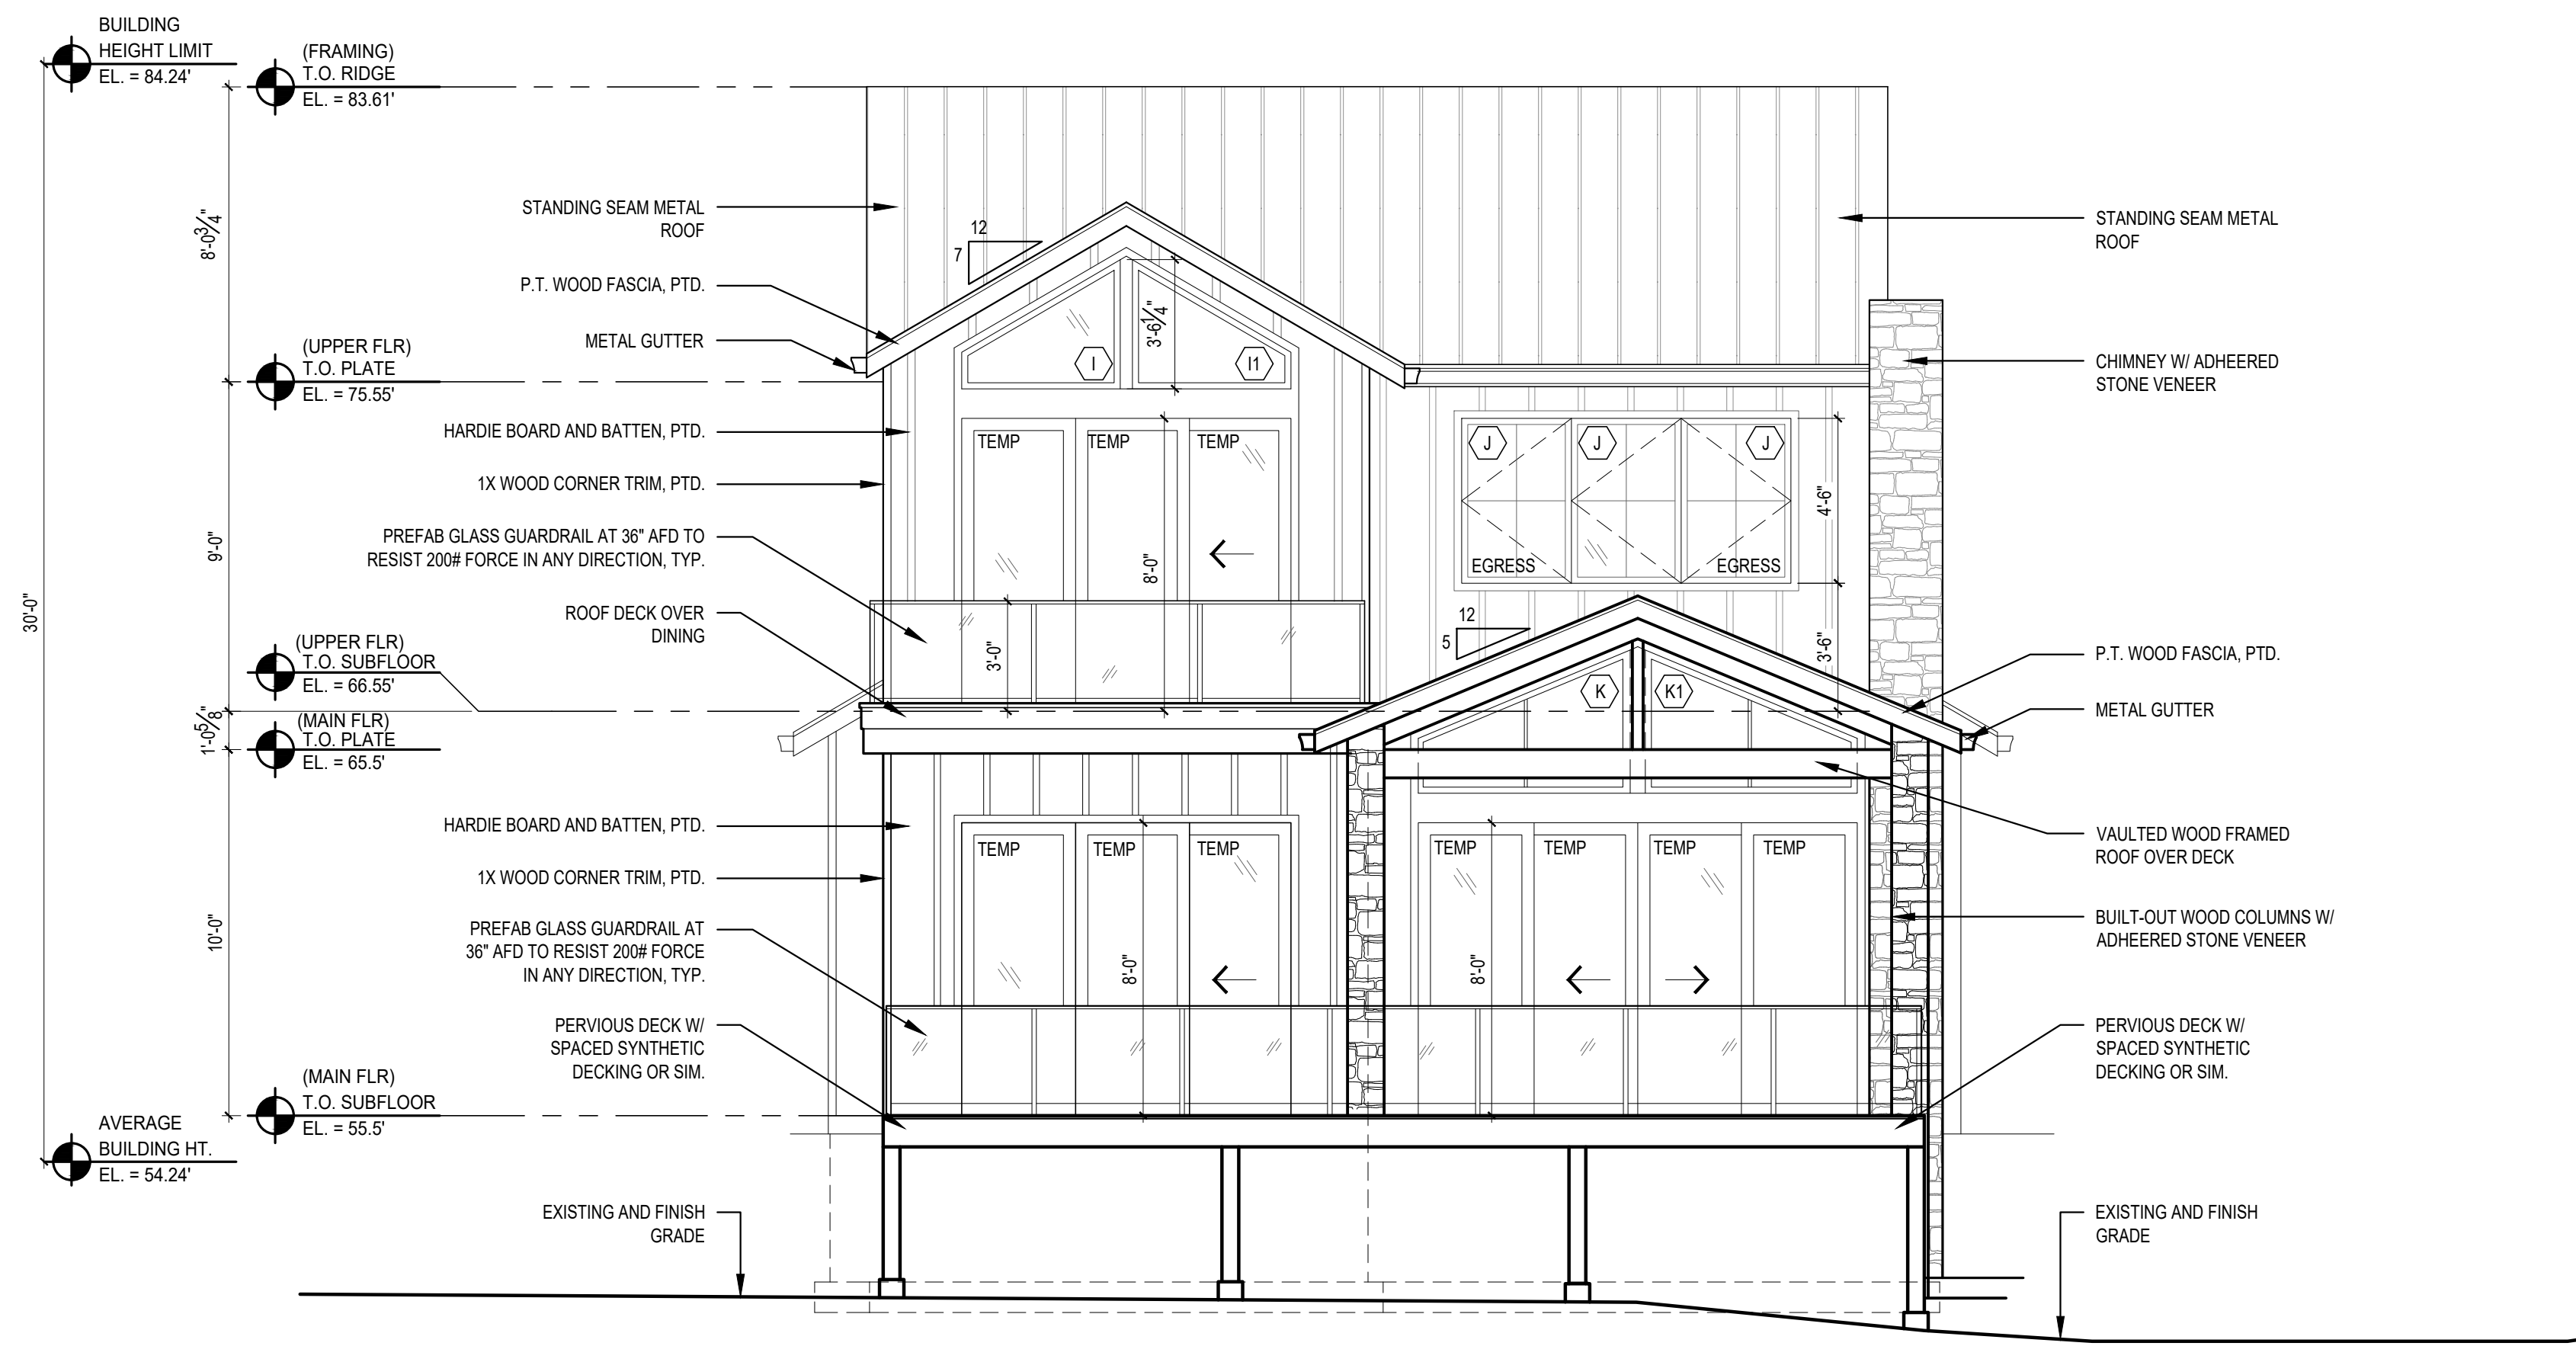 BUILDING
HEIGHT LIMIT
EL. = 84.24'
(FRAMING)
T.O. RIDGE
EL. = 83.61'
8'-0 3/4"
(UPPER FLR)
T.O. PLATE
EL. = 75.55'
9'-0"
30'-0"
(UPPER FLR)
T.O. SUBFLOOR
EL. = 66.55'
1'-0 5/8"
(MAIN FLR)
T.O. PLATE
EL. = 65.5'
10'-0"
(MAIN FLR)
T.O. SUBFLOOR
EL. = 55.5'
AVERAGE
BUILDING HT.
EL. = 54.24'
STANDING SEAM METAL
ROOF
P.T. WOOD FASCIA, PTD.
METAL GUTTER
HARDIE BOARD AND BATTEN, PTD.
1X WOOD CORNER TRIM, PTD.
PREFAB GLASS GUARDRAIL AT 36" AFD TO
RESIST 200# FORCE IN ANY DIRECTION, TYP.
ROOF DECK OVER
DINING
HARDIE BOARD AND BATTEN, PTD.
1X WOOD CORNER TRIM, PTD.
PREFAB GLASS GUARDRAIL AT
36" AFD TO RESIST 200# FORCE
IN ANY DIRECTION, TYP.
PERVIOUS DECK W/
SPACED SYNTHETIC
DECKING OR SIM.
EXISTING AND FINISH
GRADE
12
7
3'-6 1/4"
I
I1
TEMP
TEMP
TEMP
8'-0"
3'-0"
J
J
J
EGRESS
EGRESS
4'-6"
3'-6"
12
5
K
K1
TEMP
TEMP
TEMP
8'-0"
TEMP
TEMP
TEMP
TEMP
8'-0"
STANDING SEAM METAL
ROOF
CHIMNEY W/ ADHEERED
STONE VENEER
P.T. WOOD FASCIA, PTD.
METAL GUTTER
VAULTED WOOD FRAMED
ROOF OVER DECK
BUILT-OUT WOOD COLUMNS W/
ADHEERED STONE VENEER
PERVIOUS DECK W/
SPACED SYNTHETIC
DECKING OR SIM.
EXISTING AND FINISH
GRADE